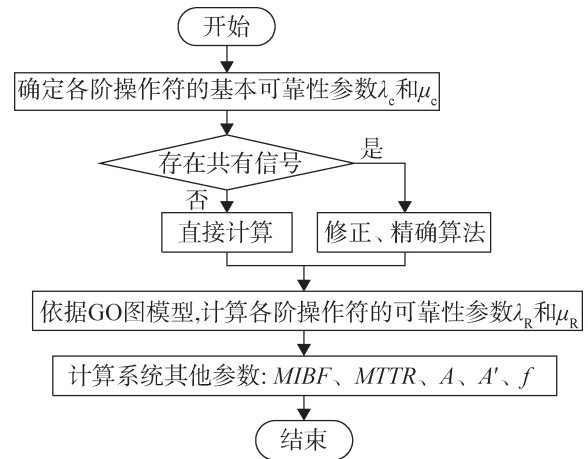 开始
确定各阶操作符的基本可靠性参数λc和μc
存在共有信号
是
否
直接计算
修正、精确算法
依据GO图模型,计算各阶操作符的可靠性参数λR和μR
计算系统其他参数: MIBF、MTTR、A、A′、f
结束